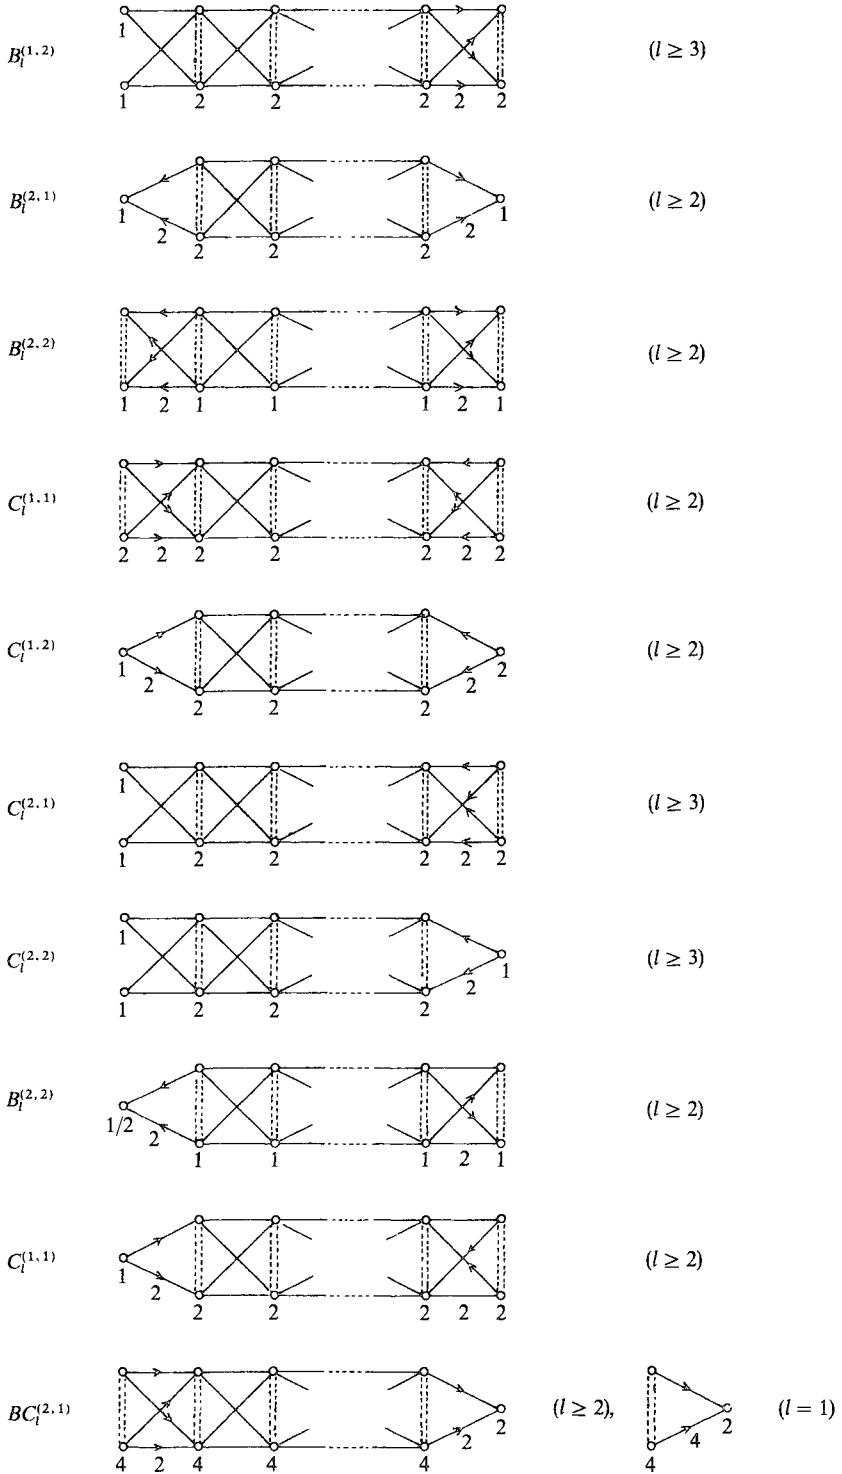 1
B_l^{(1,2)} (l ≥ 3)
1 2 2 2 2 2
B_l^{(2,1)} (l ≥ 2)
1 2 2 2 2 2 1
B_l^{(2,2)} (l ≥ 2)
1 2 1 1 1 2 1
C_l^{(1,1)} (l ≥ 2)
2 2 2 2 2 2 2
C_l^{(1,2)} (l ≥ 2)
1 2 2 2 2 2 2
C_l^{(2,1)} (l ≥ 3)
1
1 2 2 2 2 2
C_l^{(2,2)} (l ≥ 3)
1
1 2 2 2 2 1
B_l^{(2,2)} (l ≥ 2)
1/2 2 1 1 1 2 1
C_l^{(1,1)} (l ≥ 2)
1 2 2 2 2 2 2
BC_l^{(2,1)} (l ≥ 2), (l = 1)
4 2 4 4 4 2 2 4 4 2